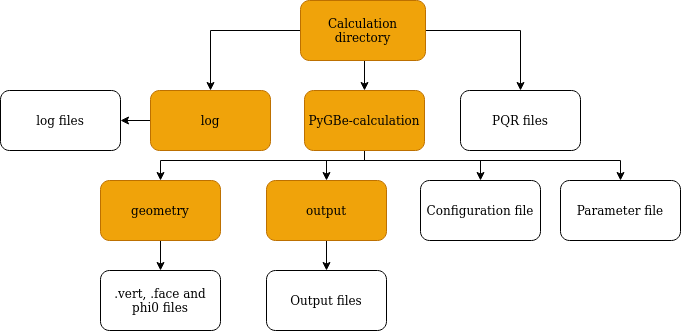 Calculation
directory
log files
log
PyGBe-calculation
PQR files
geometry
output
Configuration file
Parameter file
.vert, .face and
phi0 files
Output files